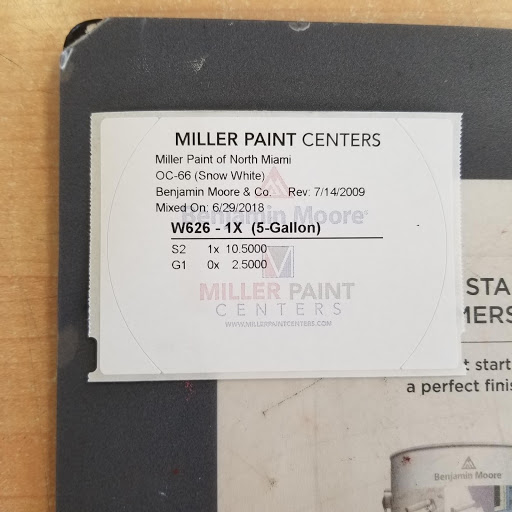 MILLER PAINT CENTERS
Miller Paint of North Miami
OC-66 (Snow White)
Benjamin Moore & Co. Rev: 7/14/2009
Mixed On: 6/29/2018
Benjamin Moore
W626 - 1X (5-Gallon)
S2 1x 10.5000
G1 0x 2.5000
MILLER PAINT
CENTERS
WWW.MILLERPAINTCENTERS.COM
STA
MERS
t start
a perfect finis
Benjamin Moore